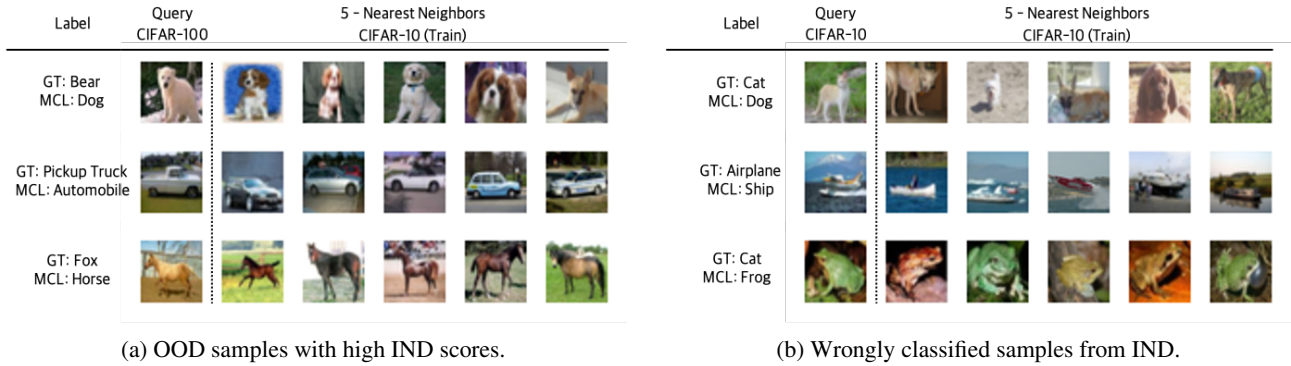 Label
Query
CIFAR-100
5 - Nearest Neighbors
CIFAR-10 (Train)
GT: Bear
MCL: Dog
GT: Pickup Truck
MCL: Automobile
GT: Fox
MCL: Horse
(a) OOD samples with high IND scores.
Label
Query
CIFAR-10
5 - Nearest Neighbors
CIFAR-10 (Train)
GT: Cat
MCL: Dog
GT: Airplane
MCL: Ship
GT: Cat
MCL: Frog
(b) Wrongly classified samples from IND.